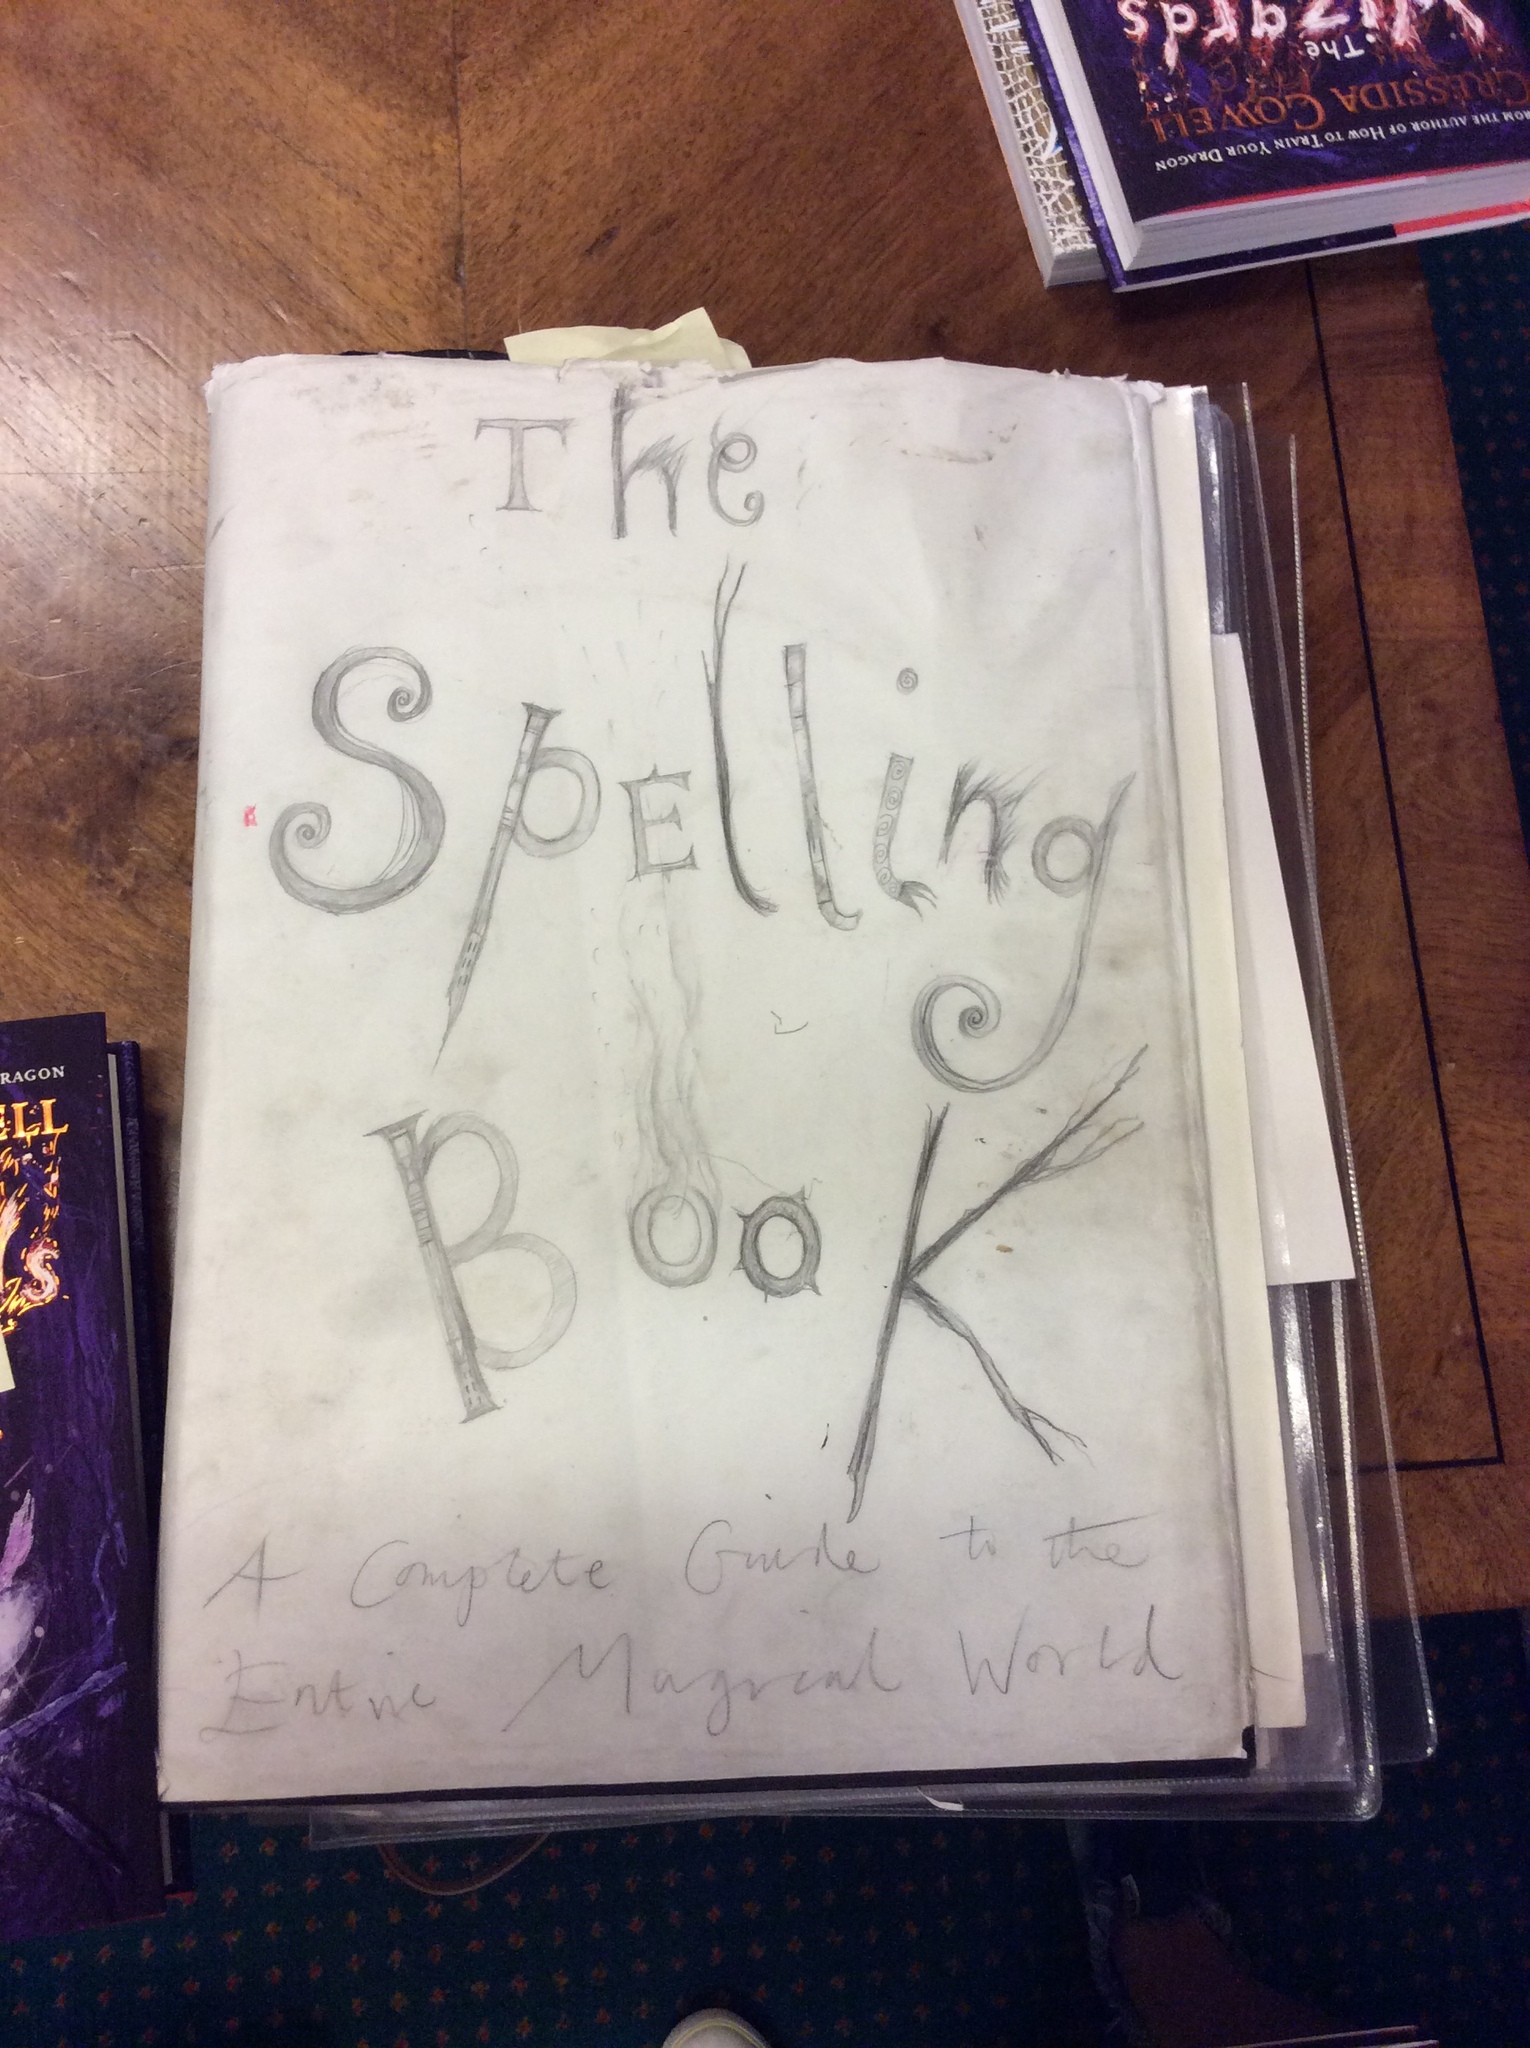 The
Wizards
CRESSIDA COWELL
FROM THE AUTHOR OF HOW TO TRAIN YOUR DRAGON
The
Spelling
Book
A Complete Guide to the
Entire Magical World